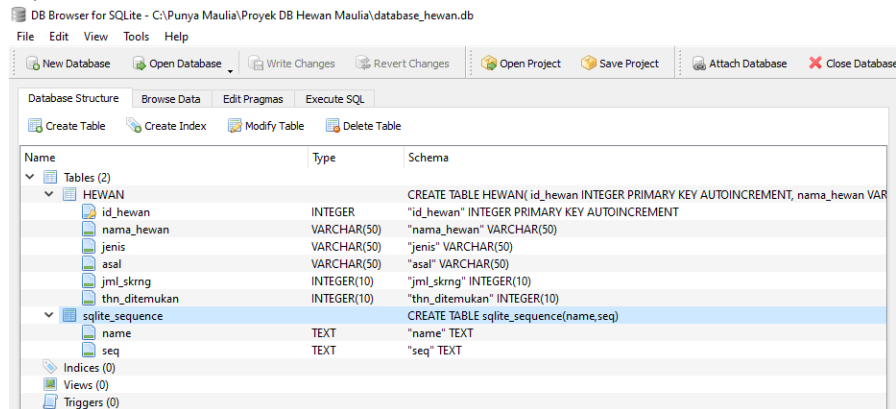 DB Browser for SQLite - C:\Punya Maulia\Proyek DB Hewan Maulia\database_hewan.db
File Edit View Tools Help
New Database Open Database Write Changes Revert Changes Open Project Save Project Attach Database Close Database
Database Structure Browse Data Edit Pragmas Execute SQL
Create Table Create Index Modify Table Delete Table
Name Type Schema
Tables (2)
HEWAN CREATE TABLE HEWAN( id_hewan INTEGER PRIMARY KEY AUTOINCREMENT, nama_hewan VAR
id_hewan INTEGER "id_hewan" INTEGER PRIMARY KEY AUTOINCREMENT
nama_hewan VARCHAR(50) "nama_hewan" VARCHAR(50)
jenis VARCHAR(50) "jenis" VARCHAR(50)
asal VARCHAR(50) "asal" VARCHAR(50)
jml_skrng INTEGER(10) "jml_skrng" INTEGER(10)
thn_ditemukan INTEGER(10) "thn_ditemukan" INTEGER(10)
sqlite_sequence CREATE TABLE sqlite_sequence(name,seq)
name TEXT "name" TEXT
seq TEXT "seq" TEXT
Indices (0)
Views (0)
Triggers (0)